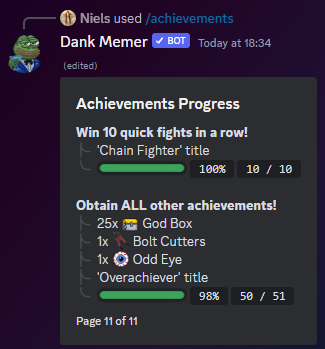 Niels used /achievements
Dank Memer ✓ BOT Today at 18:34
(edited)
Achievements Progress
Win 10 quick fights in a row!
'Chain Fighter' title
100% 10 / 10
Obtain ALL other achievements!
25x God Box
1x Bolt Cutters
1x Odd Eye
'Overachiever' title
98% 50 / 51
Page 11 of 11